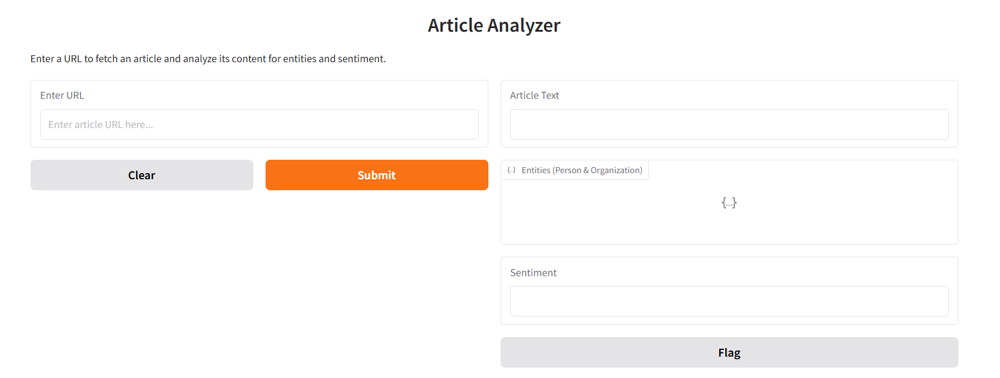 Article Analyzer
Enter a URL to fetch an article and analyze its content for entities and sentiment.
Enter URL
Enter article URL here...
Clear
Submit
Article Text
{..} Entities (Person & Organization)
{...}
Sentiment
Flag